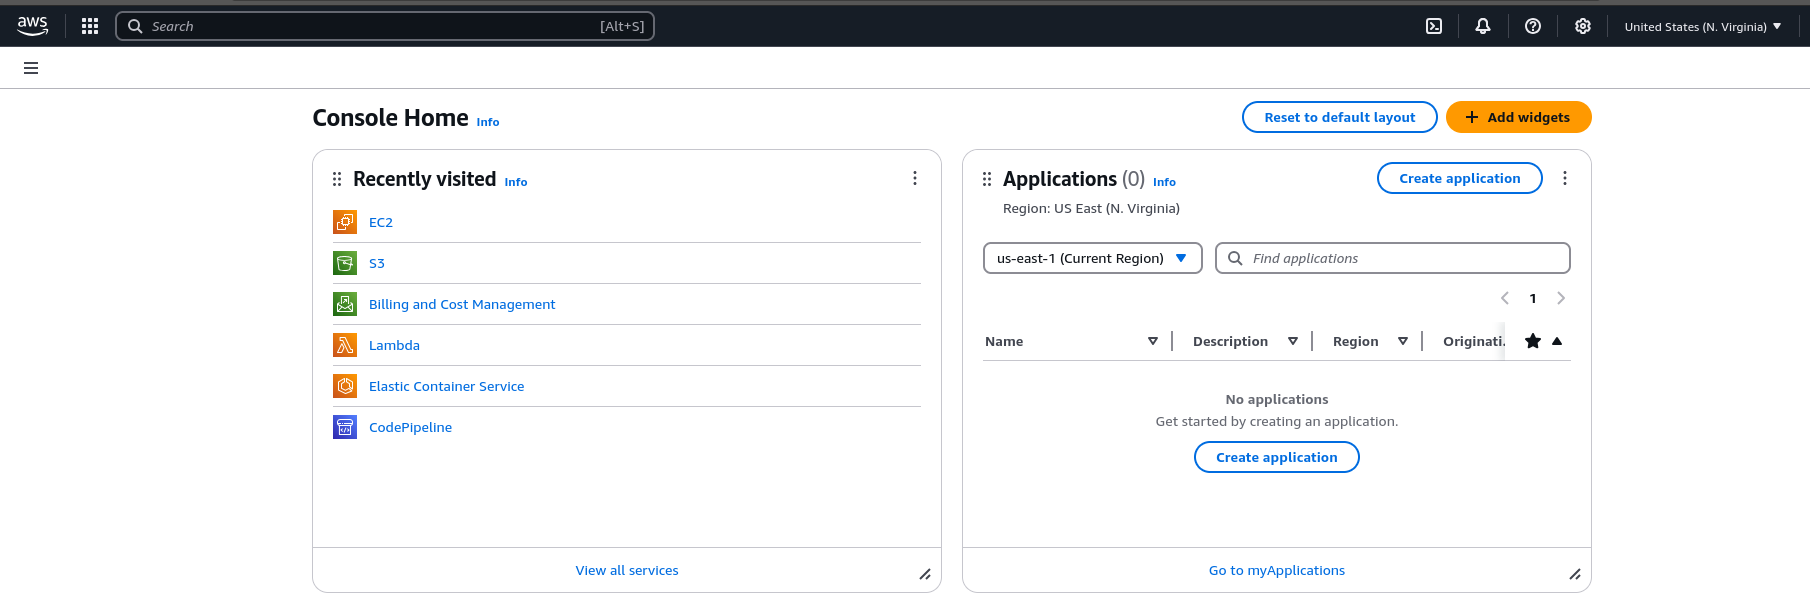 aws Search [Alt+S] United States (N. Virginia)
Console Home Info Reset to default layout Add widgets
Recently visited Info
EC2
S3
Billing and Cost Management
Lambda
Elastic Container Service
CodePipeline
View all services
Applications (0) Info Create application
Region: US East (N. Virginia)
us-east-1 (Current Region) Find applications
1
Name Description Region Originati.
No applications
Get started by creating an application.
Create application
Go to myApplications